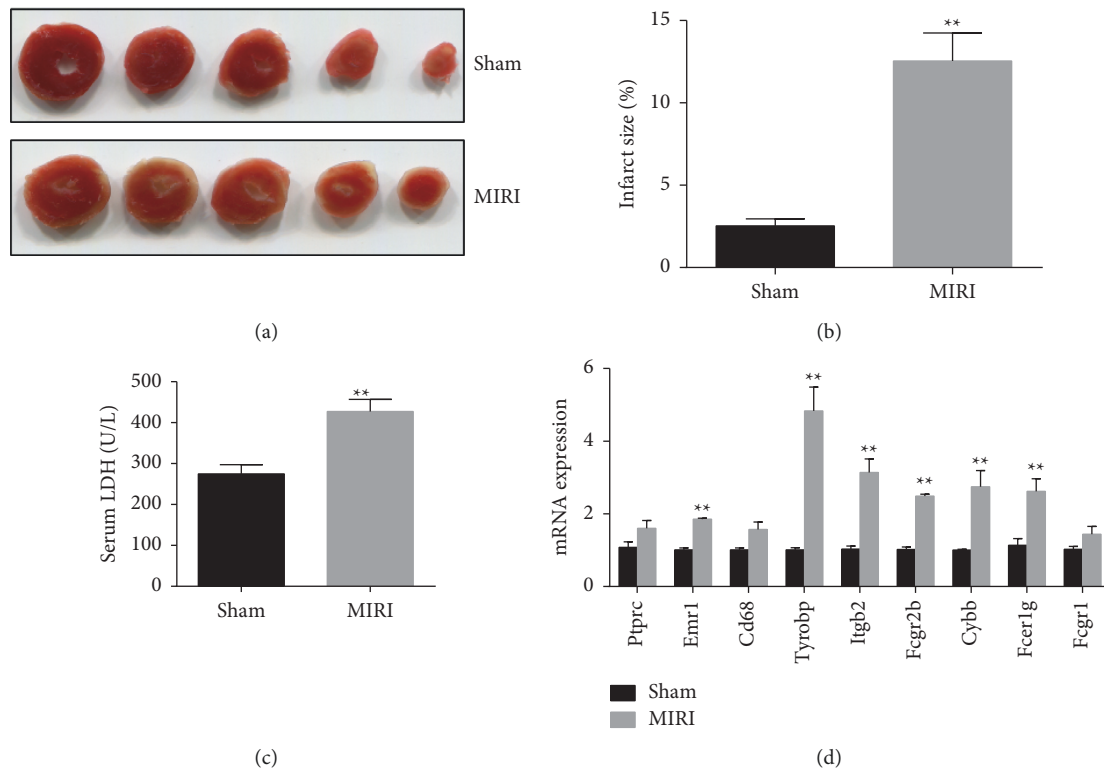 Sham
MIRI
(a)
15
10
5
0
Infarct size (%)
**
Sham
MIRI
(b)
500
400
300
200
100
0
Serum LDH (U/L)
**
Sham
MIRI
(c)
6
4
2
0
mRNA expression
**
**
**
**
**
**
Ptprc
Emr1
Cd68
Tyrobp
Itgb2
Fcgr2b
Cybb
Fcer1g
Fcgr1
Sham
MIRI
(d)